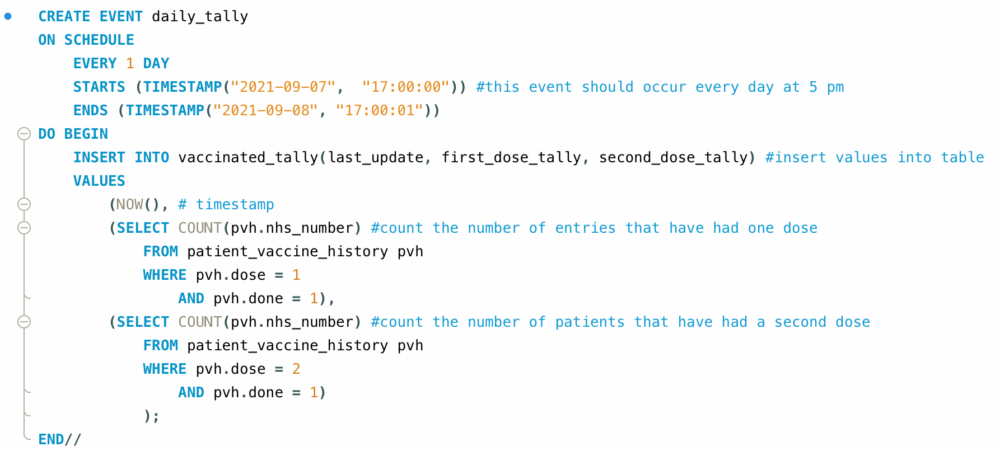 CREATE EVENT daily_tally
ON SCHEDULE
    EVERY 1 DAY
    STARTS (TIMESTAMP("2021-09-07",  "17:00:00")) #this event should occur every day at 5 pm
    ENDS (TIMESTAMP("2021-09-08", "17:00:01"))
DO BEGIN
    INSERT INTO vaccinated_tally(last_update, first_dose_tally, second_dose_tally) #insert values into table
    VALUES
        (NOW(), # timestamp
        (SELECT COUNT(pvh.nhs_number) #count the number of entries that have had one dose
            FROM patient_vaccine_history pvh
            WHERE pvh.dose = 1
                AND pvh.done = 1),
        (SELECT COUNT(pvh.nhs_number) #count the number of patients that have had a second dose
            FROM patient_vaccine_history pvh
            WHERE pvh.dose = 2
                AND pvh.done = 1)
            );
END//